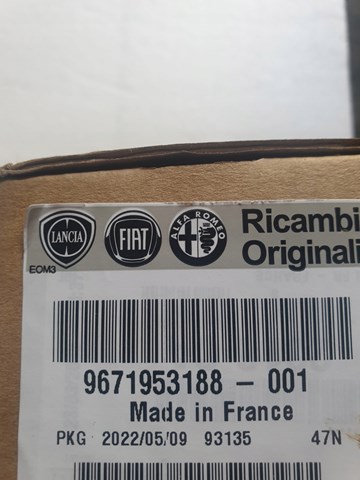 LANCIA
FIAT
ALFA ROMEO
Ricambi
Originali
EOM3
9671953188 - 001
Made in France
PKG 2022/05/09 93135 47N